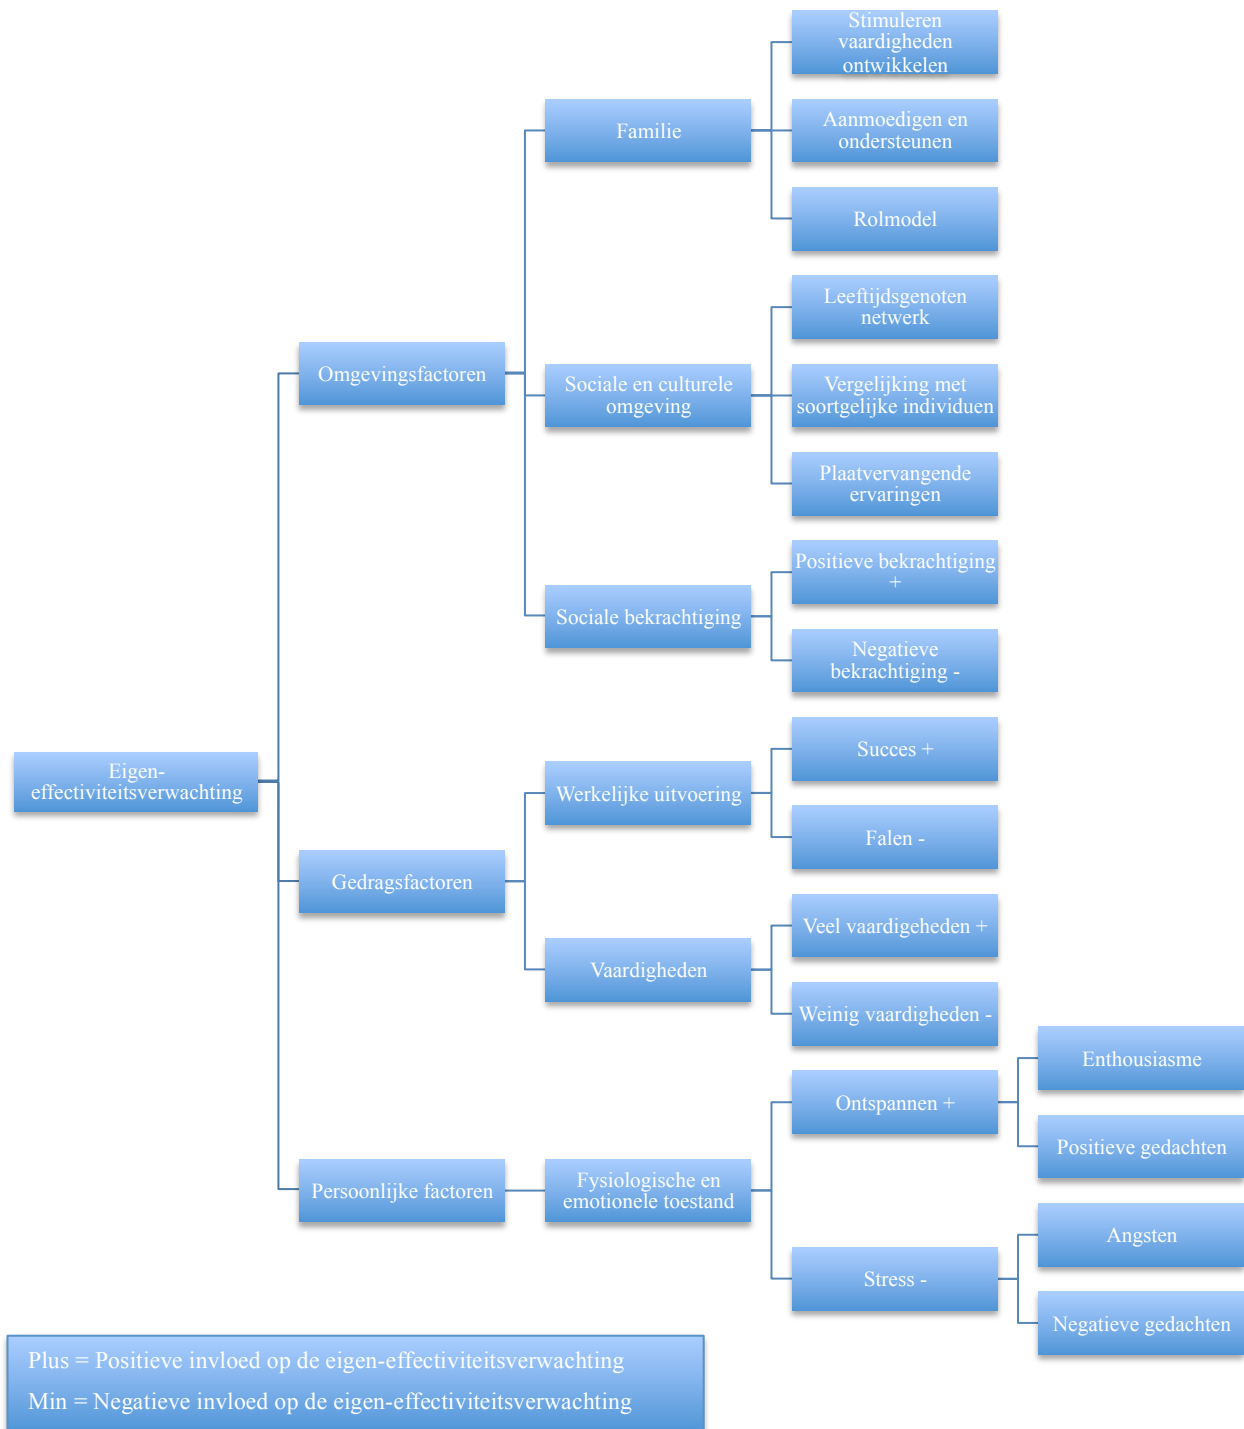 Stimuleren
vaardigheden
ontwikkelen
Familie
Aanmoedigen en
ondersteunen
Rolmodel
Leeftijdsgenoten
netwerk
Omgevingsfactoren
Sociale en culturele
omgeving
Vergelijking met
soortgelijke individuen
Plaatvervangende
ervaringen
Positieve bekrachtiging
+
Sociale bekrachtiging
Negatieve
bekrachtiging -
Eigen-
effectiviteitsverwachting
Succes +
Werkelijke uitvoering
Falen -
Gedragsfactoren
Veel vaardigeheden +
Vaardigheden
Weinig vaardigheden -
Enthousiasme
Ontspannen +
Positieve gedachten
Persoonlijke factoren
Fysiologische en
emotionele toestand
Angsten
Stress -
Negatieve gedachten
Plus = Positieve invloed op de eigen-effectiviteitsverwachting
Min = Negatieve invloed op de eigen-effectiviteitsverwachting